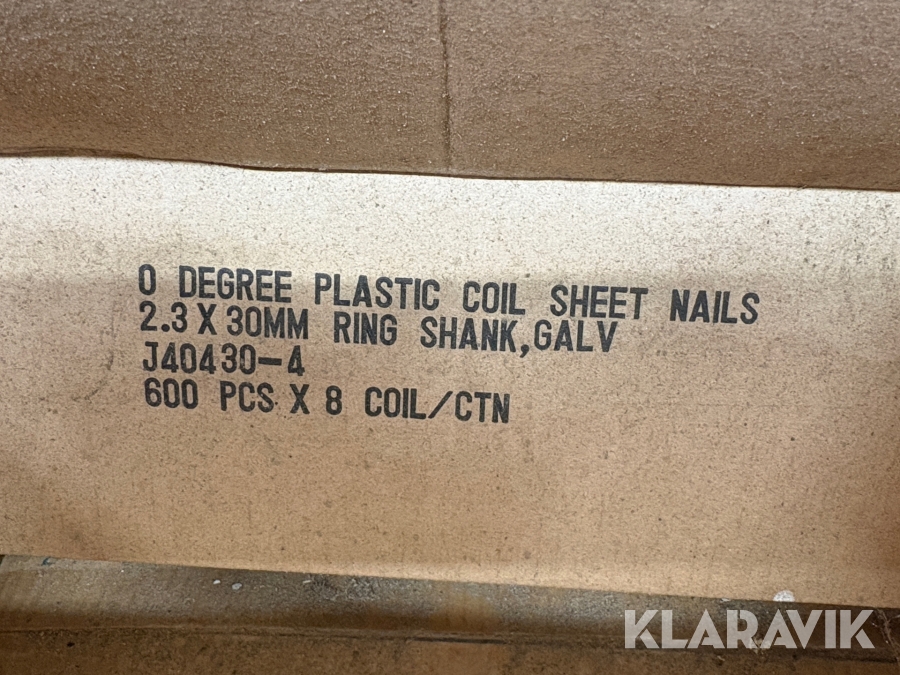 0 DEGREE PLASTIC COIL SHEET NAILS
2.3 X 30MM RING SHANK,GALV
J40430-4
600 PCS X 8 COIL/CTN
KLARAVIK